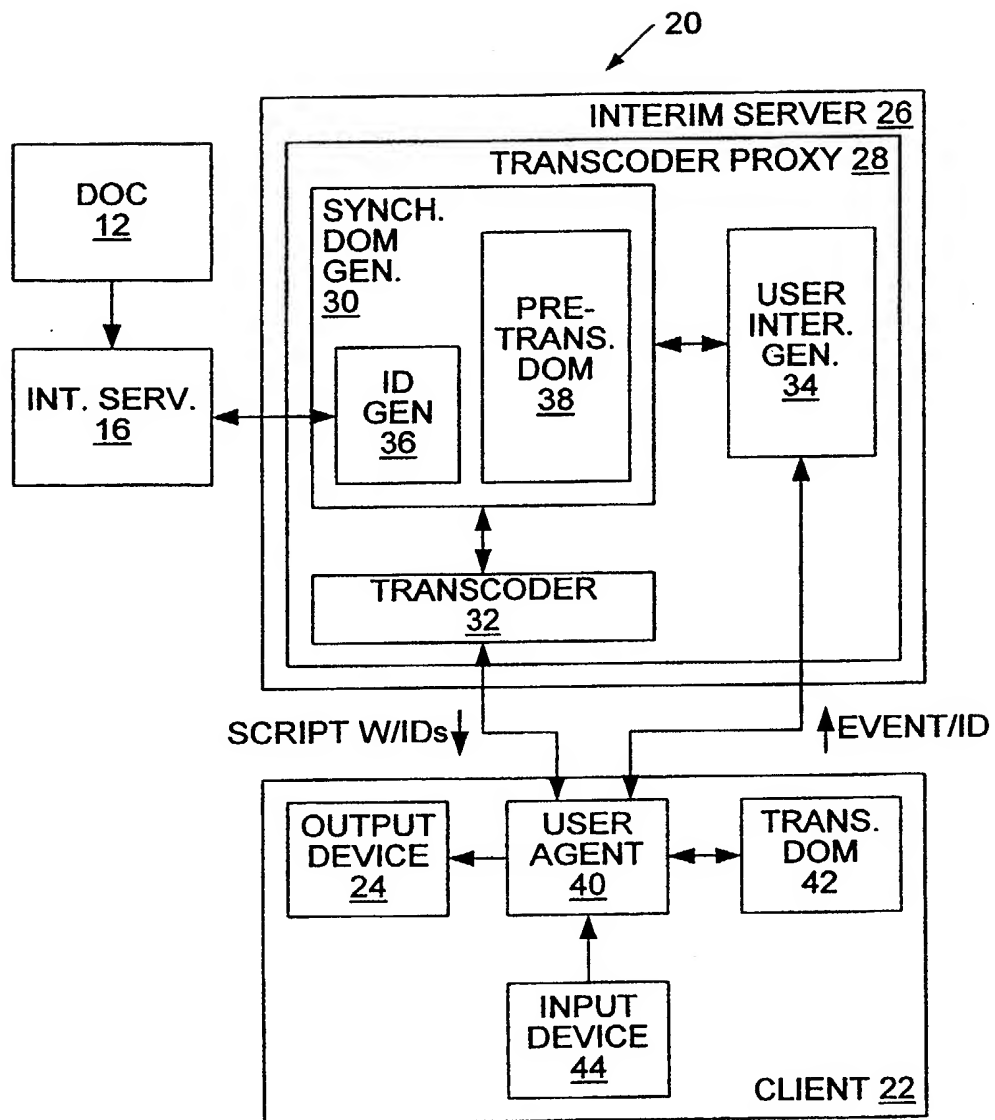 20
INTERIM SERVER 26
TRANSCODER PROXY 28
DOC
12
INT. SERV.
16
SYNCH.
DOM
GEN.
30
ID
GEN
36
PRE-
TRANS.
DOM
38
USER
INTER.
GEN.
34
TRANSCODER
32
SCRIPT W/IDs
EVENT/ID
OUTPUT
DEVICE
24
USER
AGENT
40
TRANS.
DOM
42
INPUT
DEVICE
44
CLIENT 22